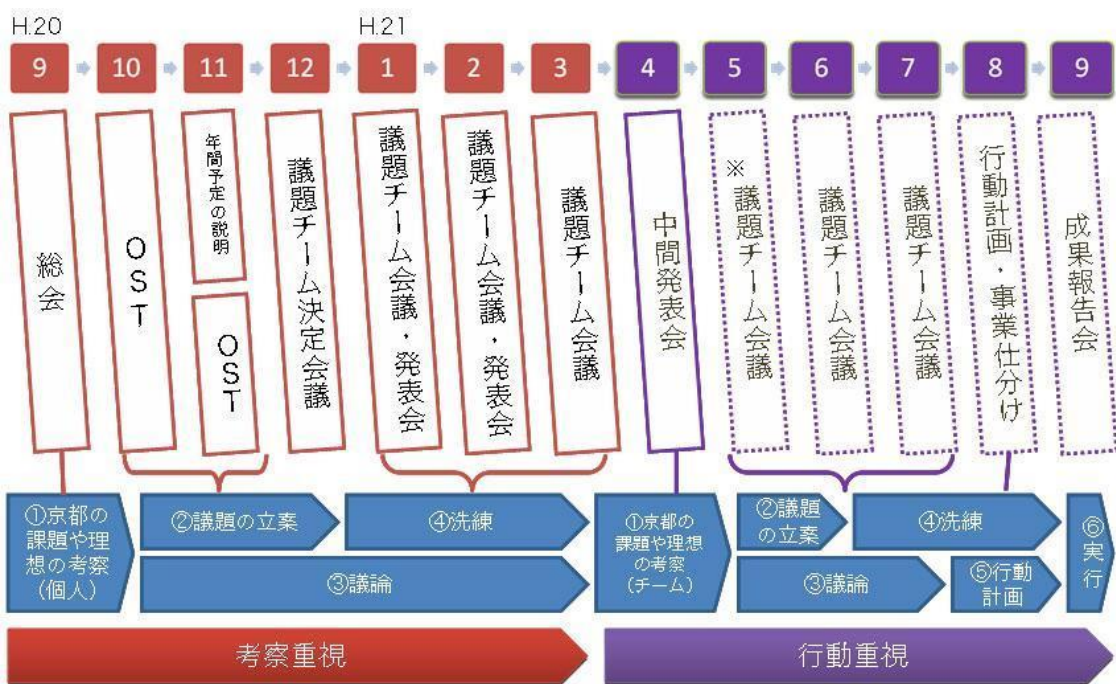 H.20
H.21
9
10
11
12
1
2
3
4
5
6
7
8
9
総会
OST
年間予定の説明
OST
議題チーム決定会議
議題チーム会議・発表会
議題チーム会議・発表会
議題チーム会議
中間発表会
※議題チーム会議
議題チーム会議
議題チーム会議
行動計画・事業仕分け
成果報告会
①京都の
課題や理
想の考察
(個人)
②議題の立案
④洗練
③議論
①京都の
課題や理想
の考察
(チーム)
②議題
の立案
④洗練
③議論
⑤行動
計画
⑥実行
考察重視
行動重視